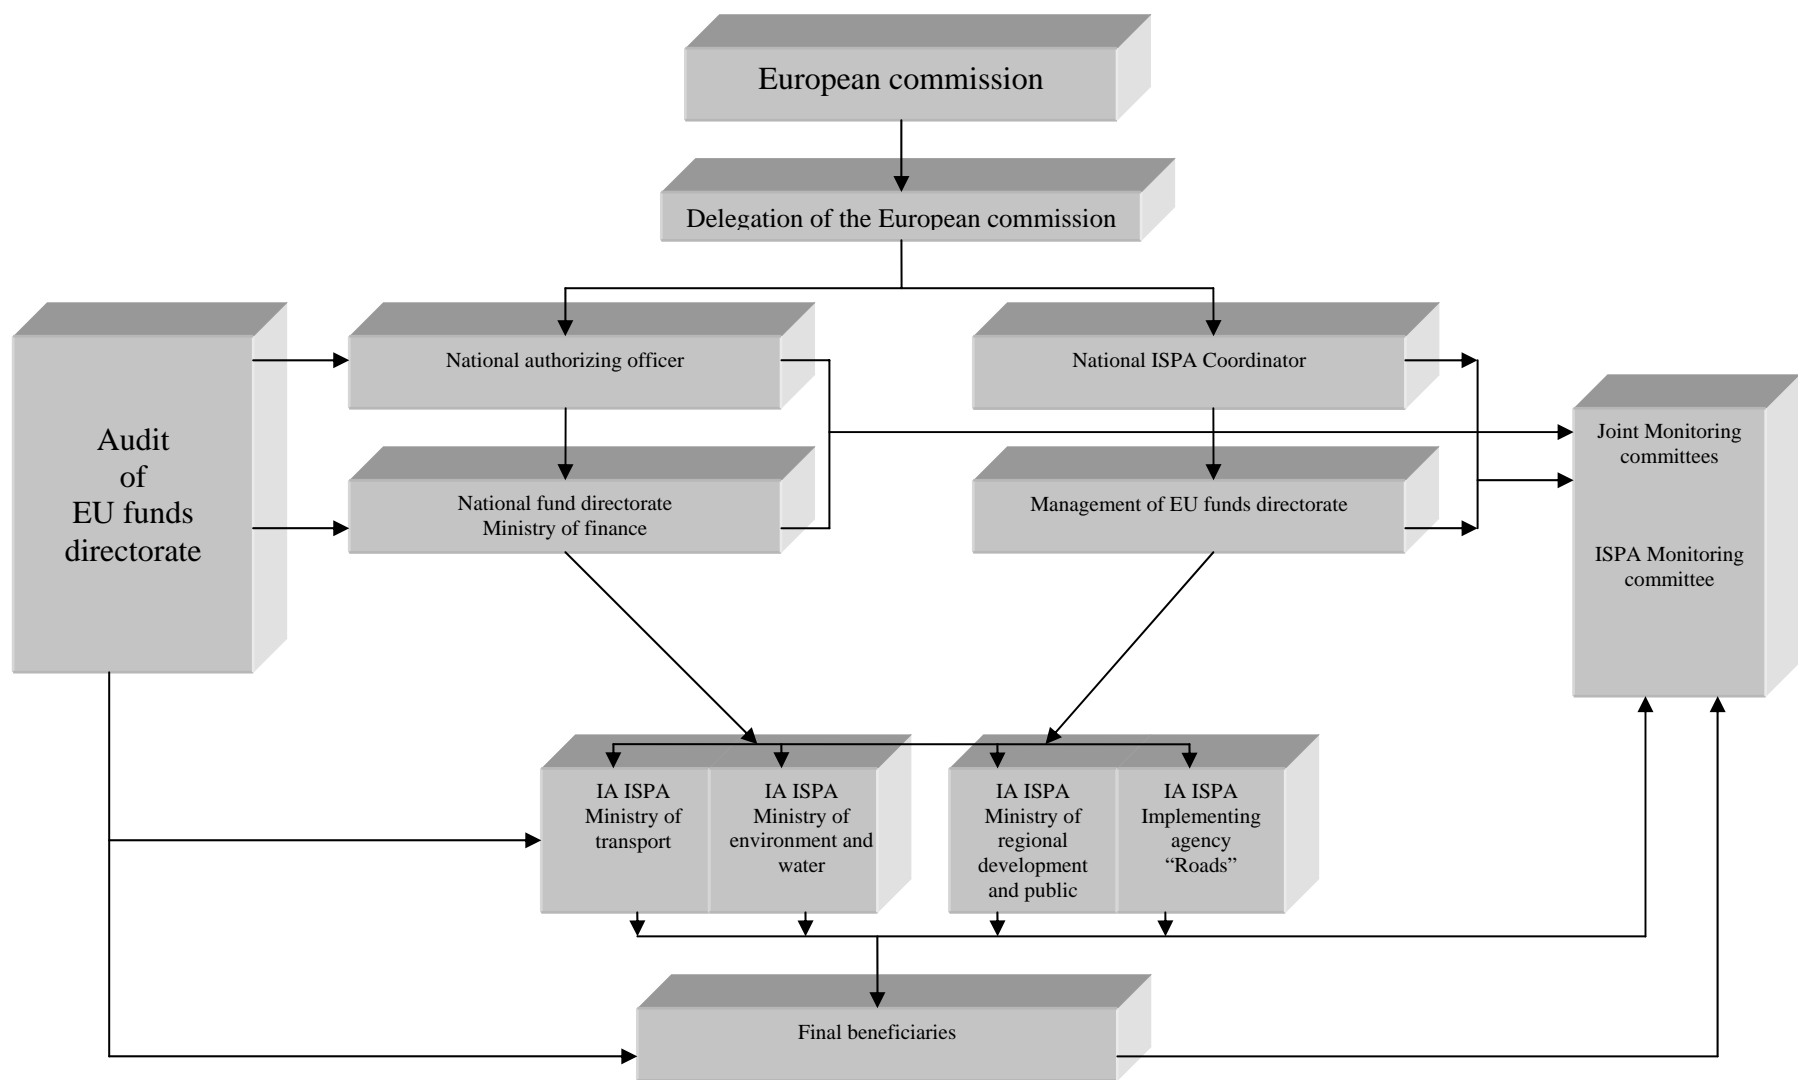 European commission
Delegation of the European commission
National authorizing officer
National ISPA Coordinator
Audit
of
EU funds
directorate
National fund directorate
Ministry of finance
Management of EU funds directorate
Joint Monitoring
committees
ISPA Monitoring
committee
IA ISPA
Ministry of
transport
IA ISPA
Ministry of
environment and
water
IA ISPA
Ministry of
regional
development
and public
IA ISPA
Implementing
agency
“Roads”
Final beneficiaries